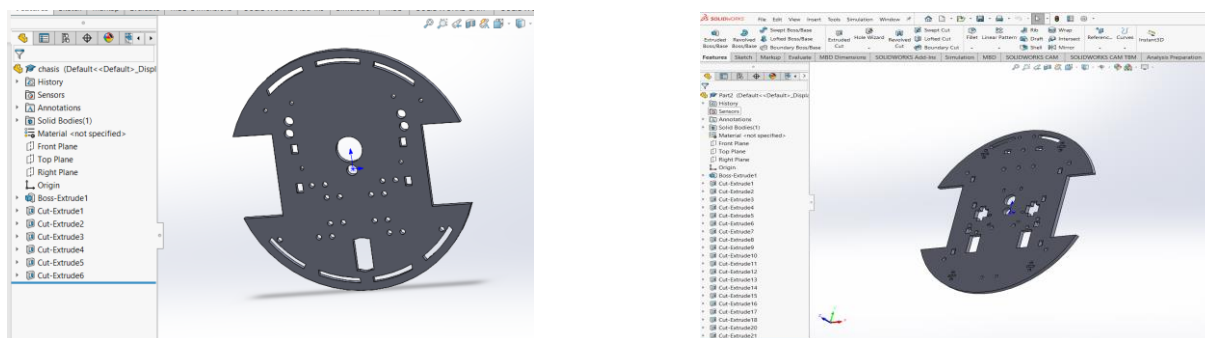 chasis (Default<<Default>_Displ
History
Sensors
Annotations
Solid Bodies(1)
Material <not specified>
Front Plane
Top Plane
Right Plane
Origin
Boss-Extrude1
Cut-Extrude1
Cut-Extrude2
Cut-Extrude3
Cut-Extrude4
Cut-Extrude5
Cut-Extrude6
SOLIDWORKS File Edit View Insert Tools Simulation Window
Extruded Boss/Base
Revolved Boss/Base
Swept Boss/Base
Lofted Boss/Base
Boundary Boss/Base
Extruded Cut
Hole Wizard
Revolved Cut
Swept Cut
Lofted Cut
Boundary Cut
Fillet
Linear Pattern
Rib
Draft
Shell
Wrap
Intersect
Mirror
Referenc...
Curves
Instant3D
Features Sketch Markup Evaluate MBD Dimensions SOLIDWORKS Add-Ins Simulation MBD SOLIDWORKS CAM SOLIDWORKS CAM TBM Analysis Preparation
Part2 (Default<<Default>_Displa
History
Sensors
Annotations
Solid Bodies(1)
Material <not specified>
Front Plane
Top Plane
Right Plane
Origin
Boss-Extrude1
Cut-Extrude1
Cut-Extrude2
Cut-Extrude3
Cut-Extrude4
Cut-Extrude5
Cut-Extrude6
Cut-Extrude7
Cut-Extrude8
Cut-Extrude9
Cut-Extrude10
Cut-Extrude11
Cut-Extrude12
Cut-Extrude13
Cut-Extrude14
Cut-Extrude15
Cut-Extrude16
Cut-Extrude17
Cut-Extrude18
Cut-Extrude20
Cut-Extrude21